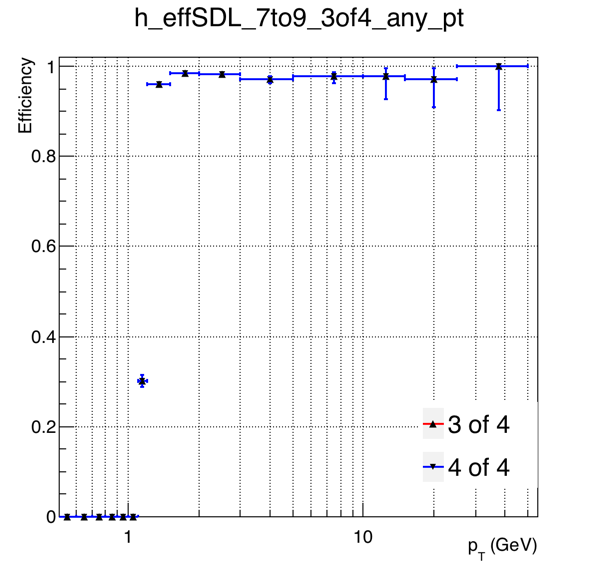 h_effSDL_7to9_3of4_any_pt
Efficiency
1
0.8
0.6
0.4
0.2
0
3 of 4
4 of 4
1
10
p_T (GeV)